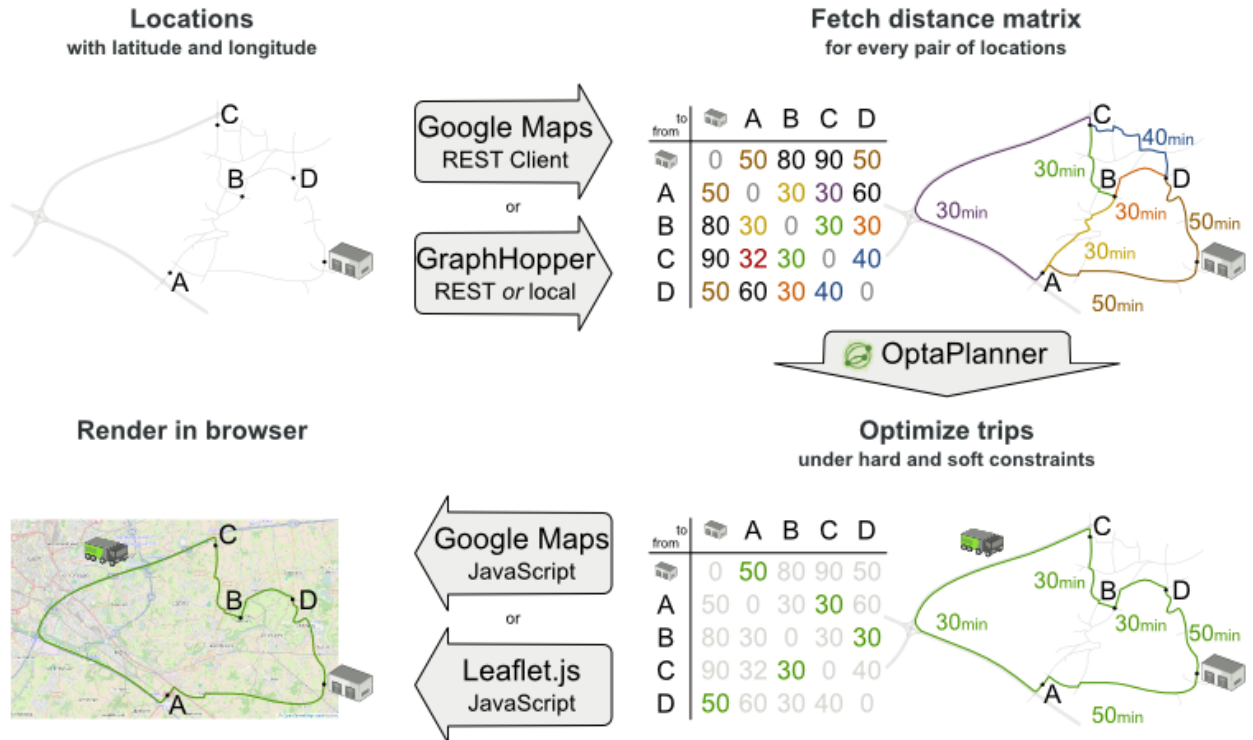 Locations
with latitude and longitude
C
B
D
A
Google Maps
REST Client
or
GraphHopper
REST or local
Fetch distance matrix
for every pair of locations
to
from
A B C D
0 50 80 90 50
A 50 0 30 30 60
B 80 30 0 30 30
C 90 32 30 0 40
D 50 60 30 40 0
C
40min
30min
B
D
30min
30min
50min
30min
A
50min
OptaPlanner
Optimize trips
under hard and soft constraints
to
from
A B C D
0 50 80 90 50
A 50 0 30 30 60
B 80 30 0 30 30
C 90 32 30 0 40
D 50 60 30 40 0
C
30min
B
D
30min
30min
50min
A
50min
Google Maps
JavaScript
or
Leaflet.js
JavaScript
Render in browser
C
B
D
A